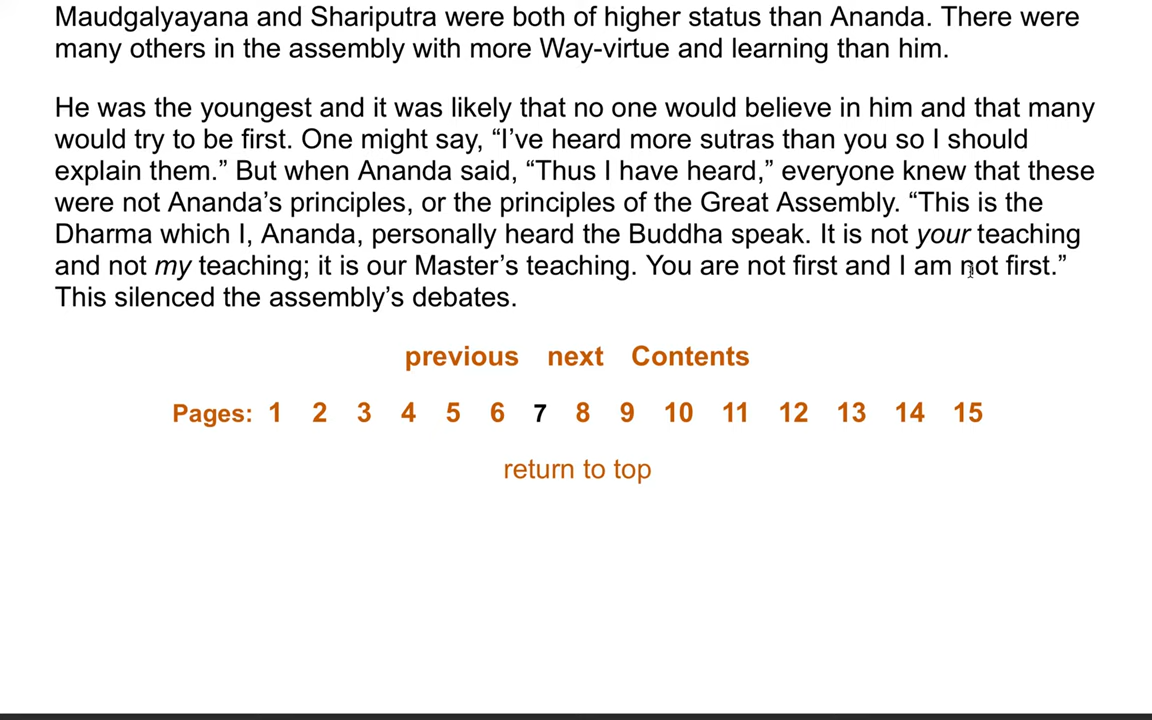 Maudgalyayana and Shariputra were both of higher status than Ananda. There were
many others in the assembly with more Way-virtue and learning than him.
He was the youngest and it was likely that no one would believe in him and that many
would try to be first. One might say, “I’ve heard more sutras than you so I should
explain them.” But when Ananda said, “Thus I have heard,” everyone knew that these
were not Ananda’s principles, or the principles of the Great Assembly. “This is the
Dharma which I, Ananda, personally heard the Buddha speak. It is not your teaching
and not my teaching; it is our Master’s teaching. You are not first and I am not first.”
This silenced the assembly’s debates.
previous next Contents
Pages: 1 2 3 4 5 6 7 8 9 10 11 12 13 14 15
return to top